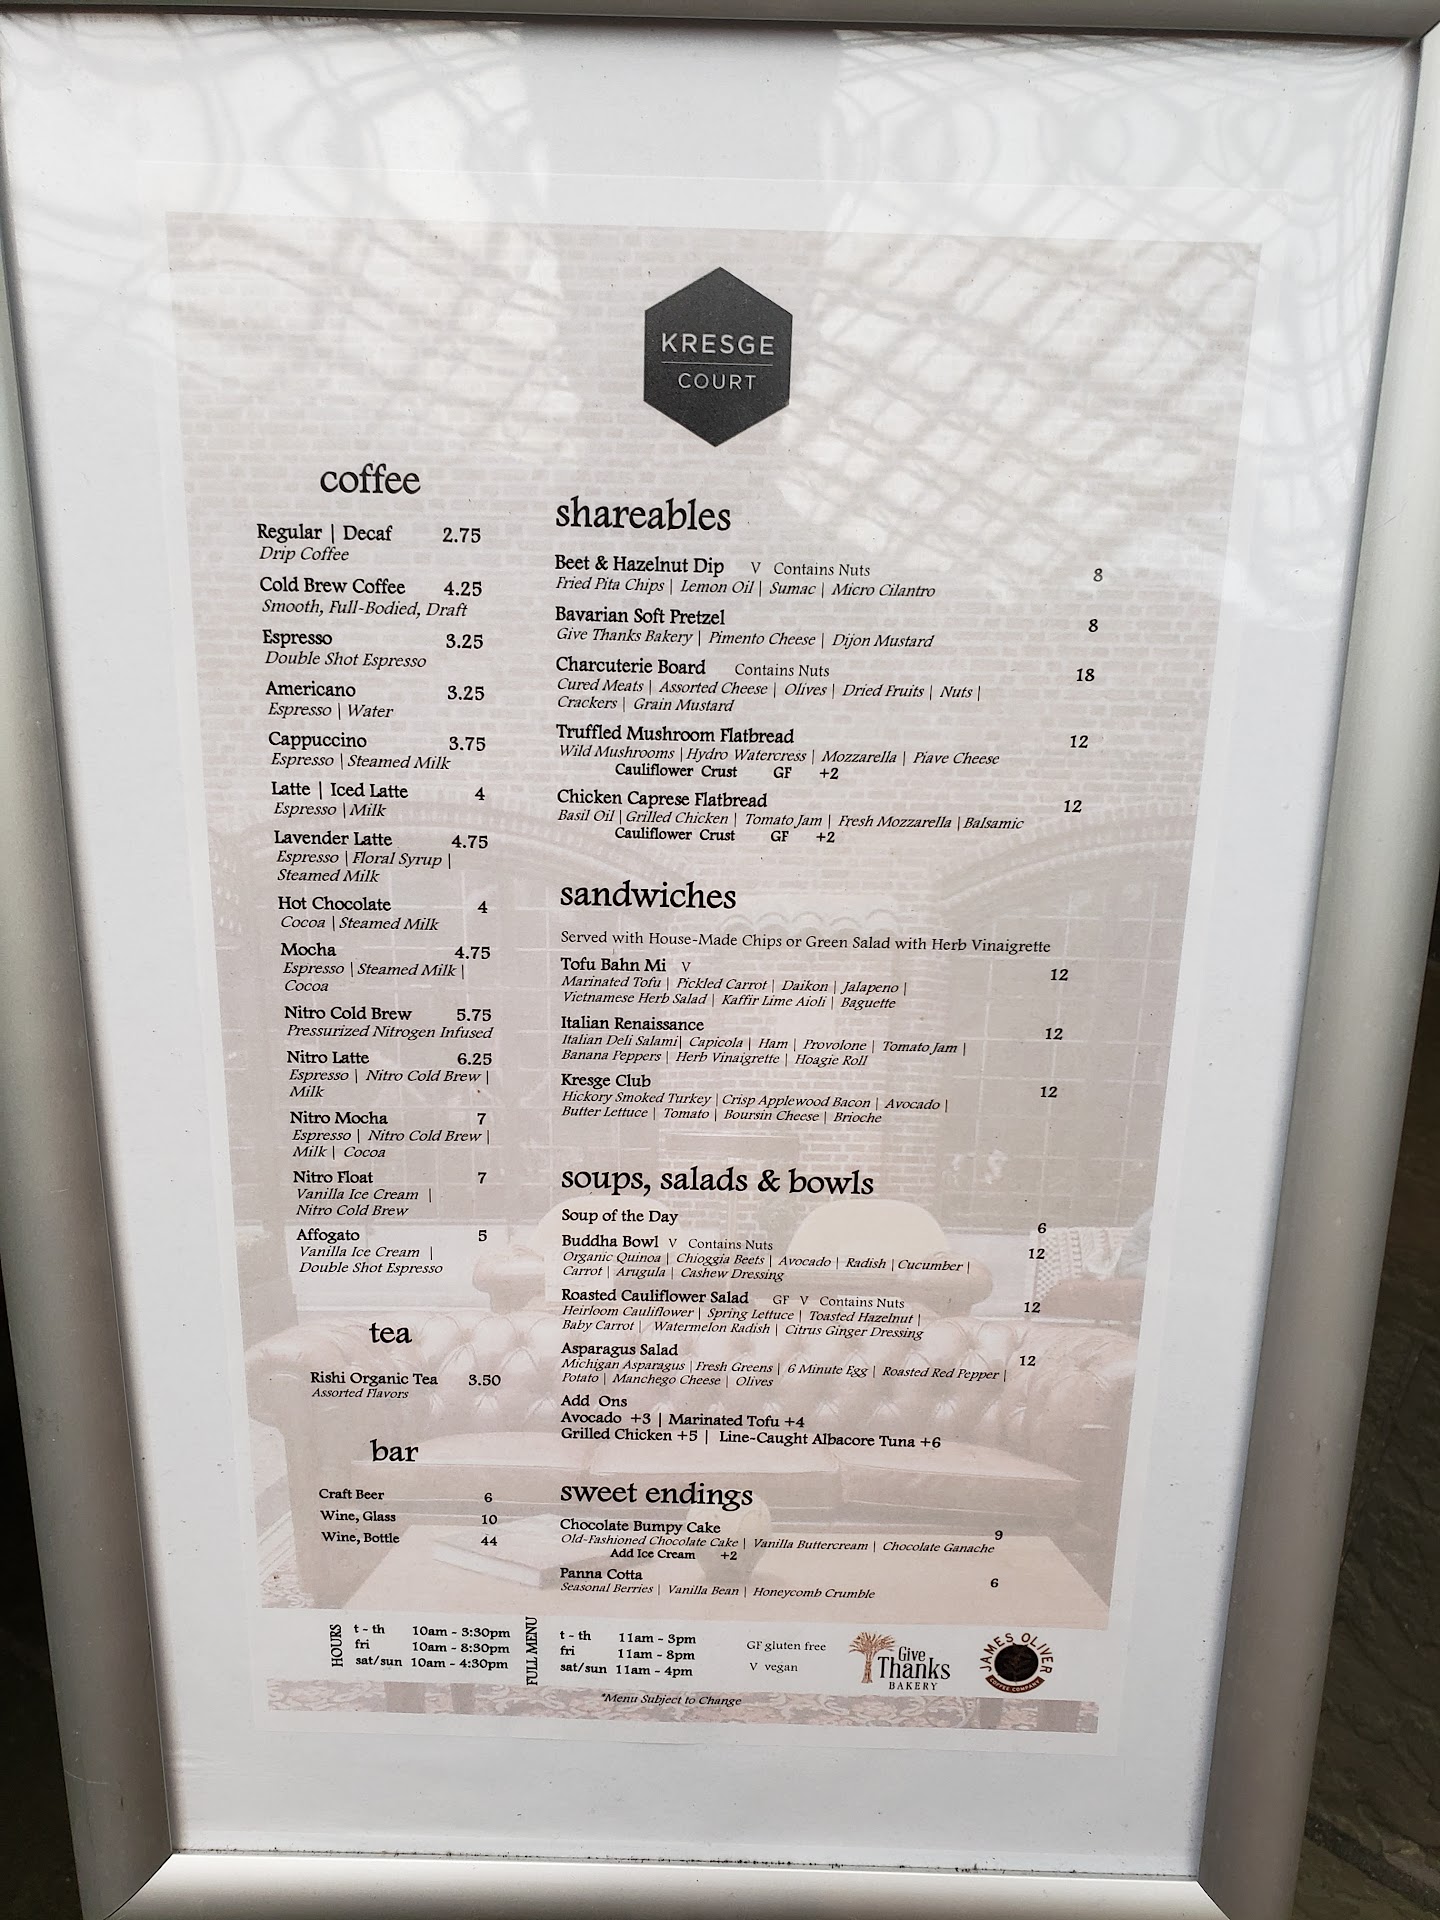 KRESGE
COURT
coffee
Regular | Decaf 2.75
Drip Coffee
Cold Brew Coffee 4.25
Smooth, Full-Bodied, Draft
Espresso 3.25
Double Shot Espresso
Americano 3.25
Espresso | Water
Cappuccino 3.75
Espresso | Steamed Milk
Latte | Iced Latte 4
Espresso | Milk
Lavender Latte 4.75
Espresso | Floral Syrup |
Steamed Milk
Hot Chocolate 4
Cocoa | Steamed Milk
Mocha 4.75
Espresso | Steamed Milk |
Cocoa
Nitro Cold Brew 5.75
Pressurized Nitrogen Infused
Nitro Latte 6.25
Espresso | Nitro Cold Brew |
Milk
Nitro Mocha 7
Espresso | Nitro Cold Brew |
Milk | Cocoa
Nitro Float 7
Vanilla Ice Cream |
Nitro Cold Brew
Affogato 5
Vanilla Ice Cream |
Double Shot Espresso
tea
Rishi Organic Tea 3.50
Assorted Flavors
bar
Craft Beer 6
Wine, Glass 10
Wine, Bottle 44
shareables
Beet & Hazelnut Dip V Contains Nuts 8
Fried Pita Chips | Lemon Oil | Sumac | Micro Cilantro
Bavarian Soft Pretzel 8
Give Thanks Bakery | Pimento Cheese | Dijon Mustard
Charcuterie Board Contains Nuts 18
Cured Meats | Assorted Cheese | Olives | Dried Fruits | Nuts |
Crackers | Grain Mustard
Truffled Mushroom Flatbread 12
Wild Mushrooms | Hydro Watercress | Mozzarella | Piave Cheese
Cauliflower Crust GF +2
Chicken Caprese Flatbread 12
Basil Oil | Grilled Chicken | Tomato Jam | Fresh Mozzarella | Balsamic
Cauliflower Crust GF +2
sandwiches
Served with House-Made Chips or Green Salad with Herb Vinaigrette
Tofu Bahn Mi V 12
Marinated Tofu | Pickled Carrot | Daikon | Jalapeno |
Vietnamese Herb Salad | Kaffir Lime Aioli | Baguette
Italian Renaissance 12
Italian Deli Salami| Capicola | Ham | Provolone | Tomato Jam |
Banana Peppers | Herb Vinaigrette | Hoagie Roll
Kresge Club 12
Hickory Smoked Turkey | Crisp Applewood Bacon | Avocado |
Butter Lettuce | Tomato | Boursin Cheese | Brioche
soups, salads & bowls
Soup of the Day 6
Buddha Bowl V Contains Nuts 12
Organic Quinoa | Chioggia Beets | Avocado | Radish | Cucumber |
Carrot | Arugula | Cashew Dressing
Roasted Cauliflower Salad GF V Contains Nuts 12
Heirloom Cauliflower | Spring Lettuce | Toasted Hazelnut |
Baby Carrot | Watermelon Radish | Citrus Ginger Dressing
Asparagus Salad 12
Michigan Asparagus | Fresh Greens | 6 Minute Egg | Roasted Red Pepper |
Potato | Manchego Cheese | Olives
Add Ons
Avocado +3 | Marinated Tofu +4
Grilled Chicken +5 | Line-Caught Albacore Tuna +6
sweet endings
Chocolate Bumpy Cake 9
Old-Fashioned Chocolate Cake | Vanilla Buttercream | Chocolate Ganache
Add Ice Cream +2
Panna Cotta 6
Seasonal Berries | Vanilla Bean | Honeycomb Crumble
HOURS
t - th 10am - 3:30pm
fri 10am - 8:30pm
sat/sun 10am - 4:30pm
FULL MENU
t - th 11am - 3pm
fri 11am - 8pm
sat/sun 11am - 4pm
GF gluten free
V vegan
Give
Thanks
BAKERY
JAMES OLIVER
COFFEE COMPANY
*Menu Subject to Change